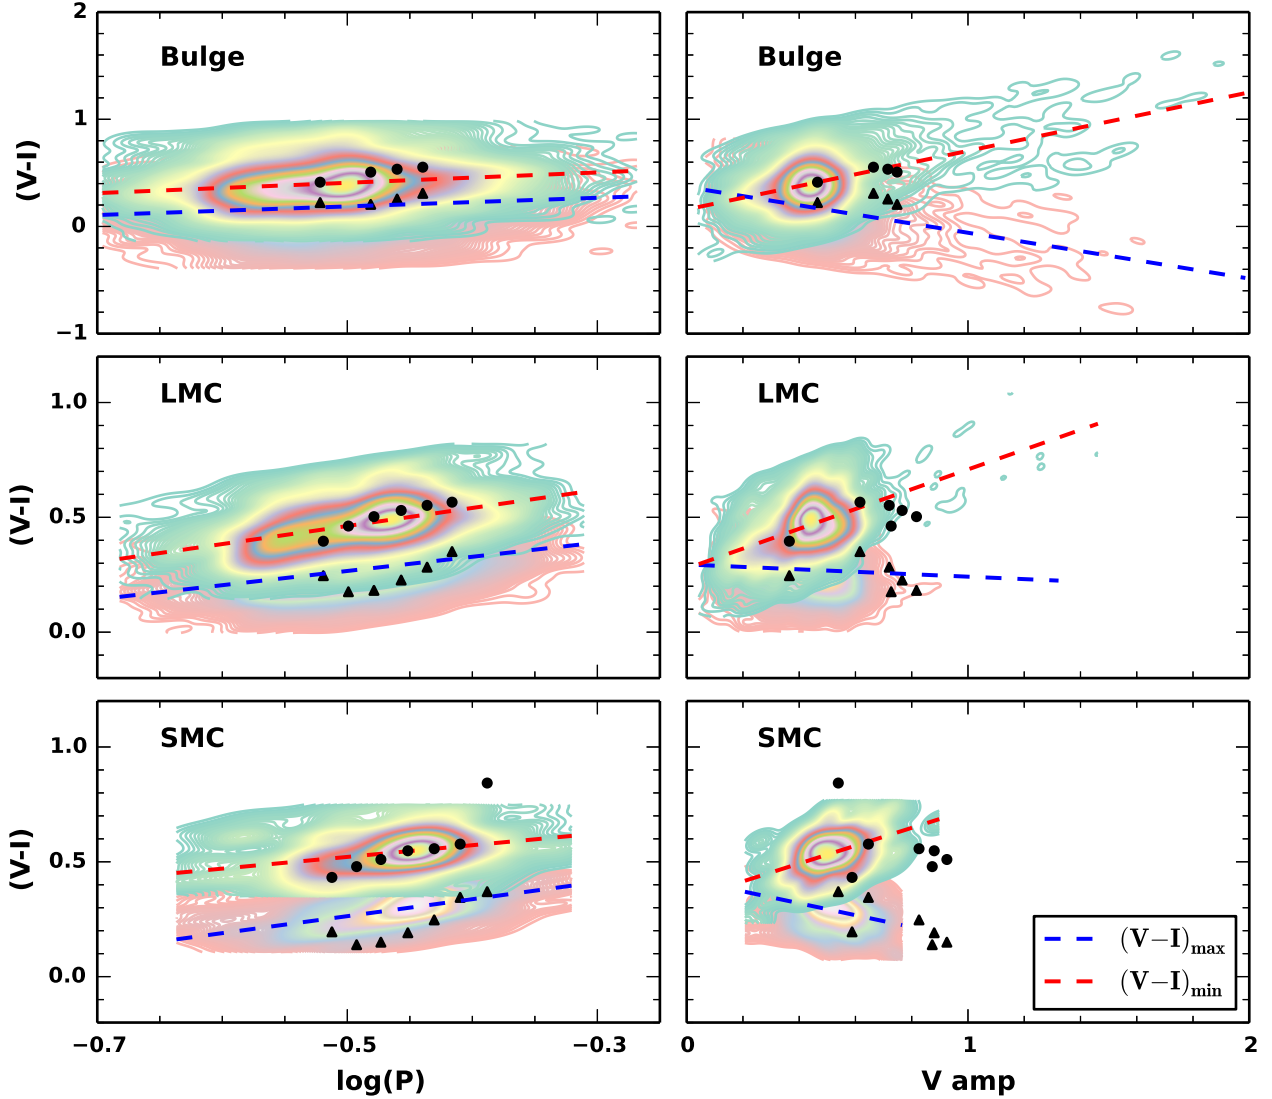 2
1
0
−1
(V-I)
Bulge
Bulge
1.0
0.5
0.0
(V-I)
LMC
LMC
1.0
0.5
0.0
(V-I)
SMC
SMC
(V−I)max
(V−I)min
−0.7 −0.5 −0.3
0 1 2
log(P)
V amp